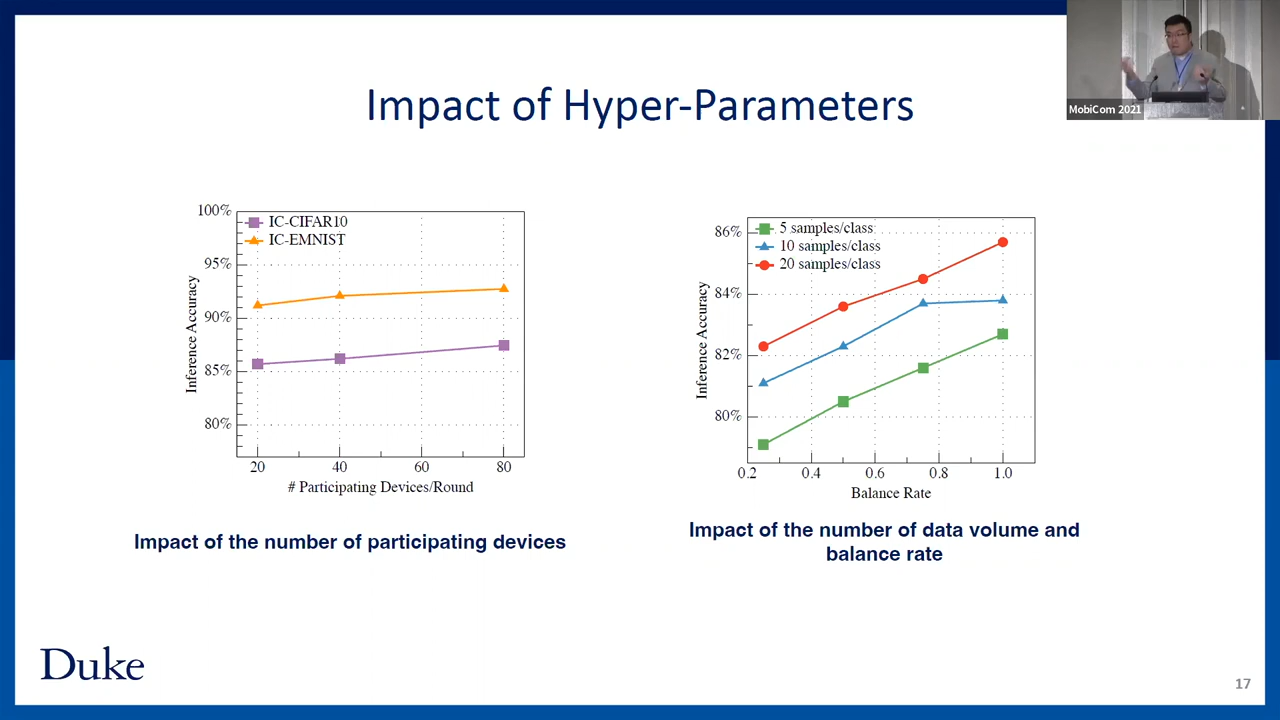 MobiCom 2021
Impact of Hyper-Parameters
100%
95%
90%
85%
80%
Inference Accuracy
IC-CIFAR10
IC-EMNIST
20 40 60 80
# Participating Devices/Round
Impact of the number of participating devices
86%
84%
82%
80%
Inference Accuracy
5 samples/class
10 samples/class
20 samples/class
0.2 0.4 0.6 0.8 1.0
Balance Rate
Impact of the number of data volume and
balance rate
Duke
17